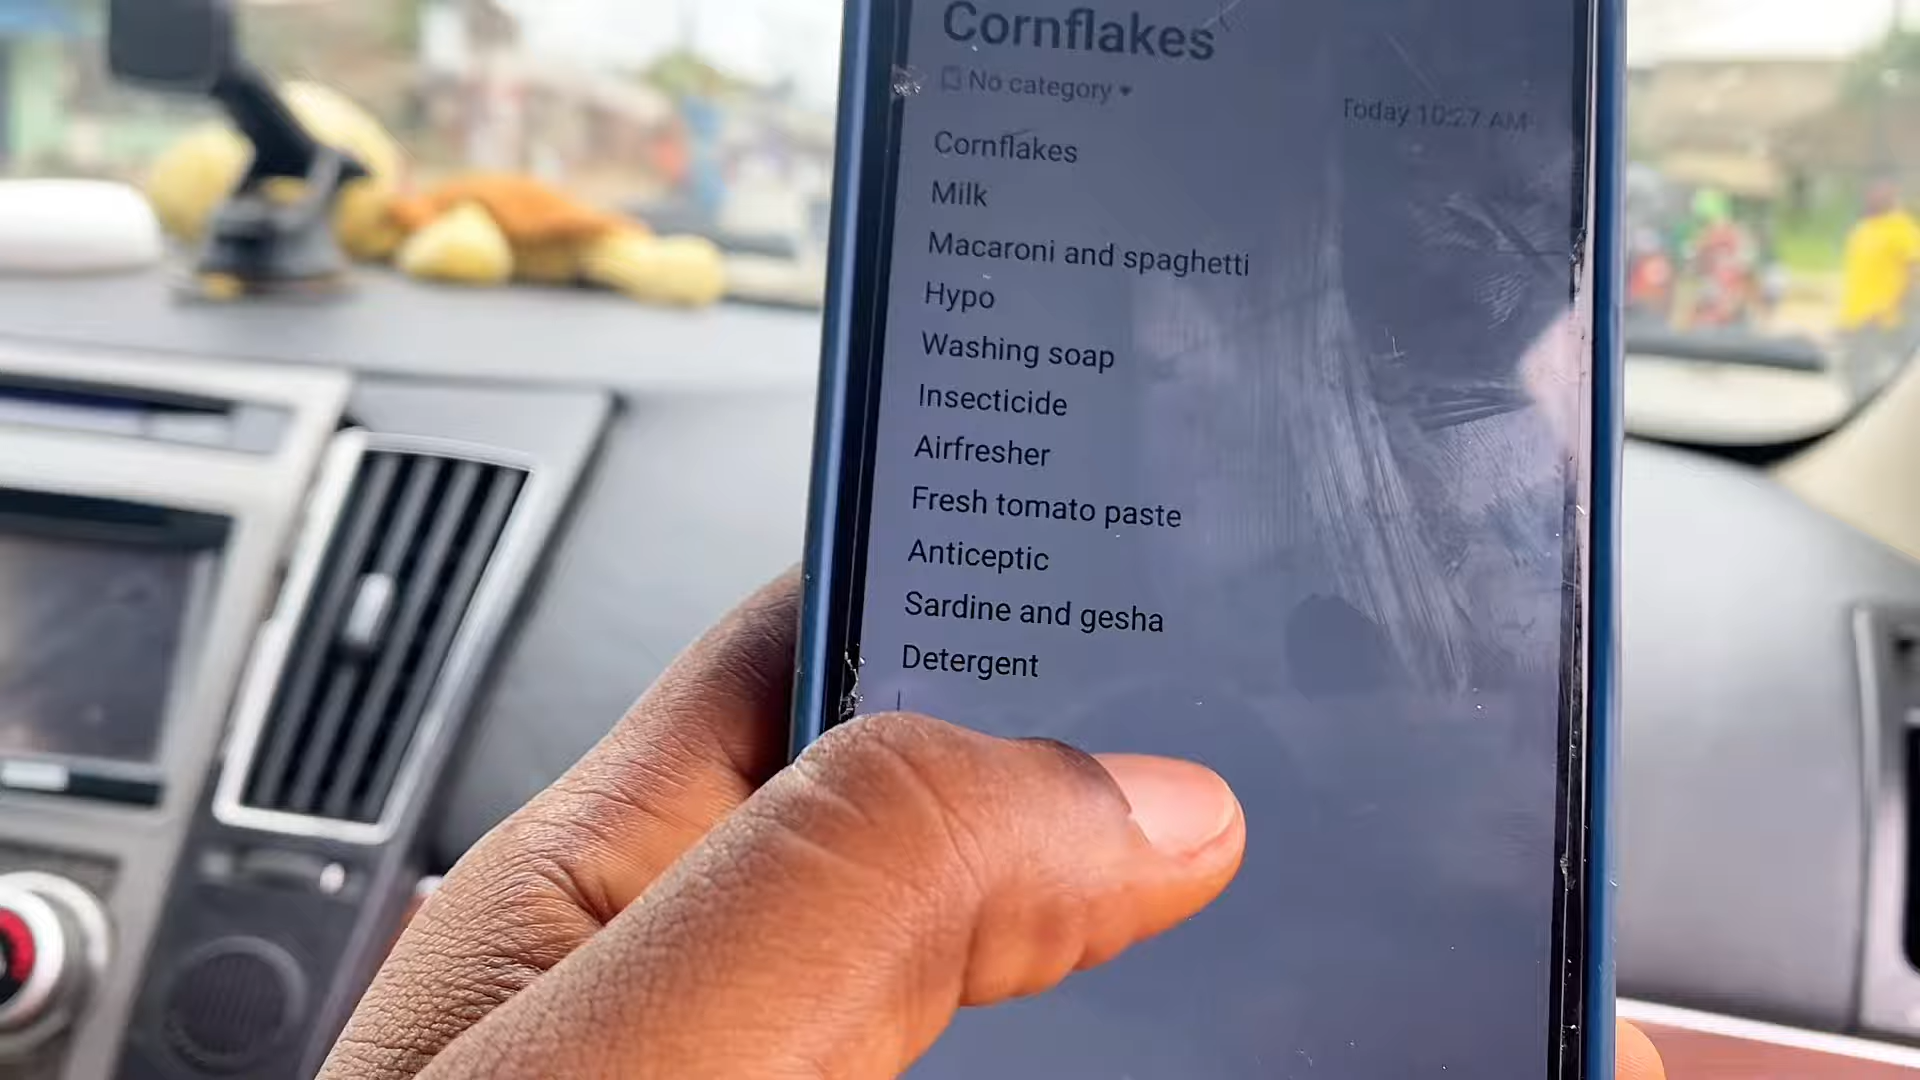 Cornflakes
No category
Today 10:27 AM
Cornflakes
Milk
Macaroni and spaghetti
Hypo
Washing soap
Insecticide
Airfresher
Fresh tomato paste
Anticeptic
Sardine and gesha
Detergent